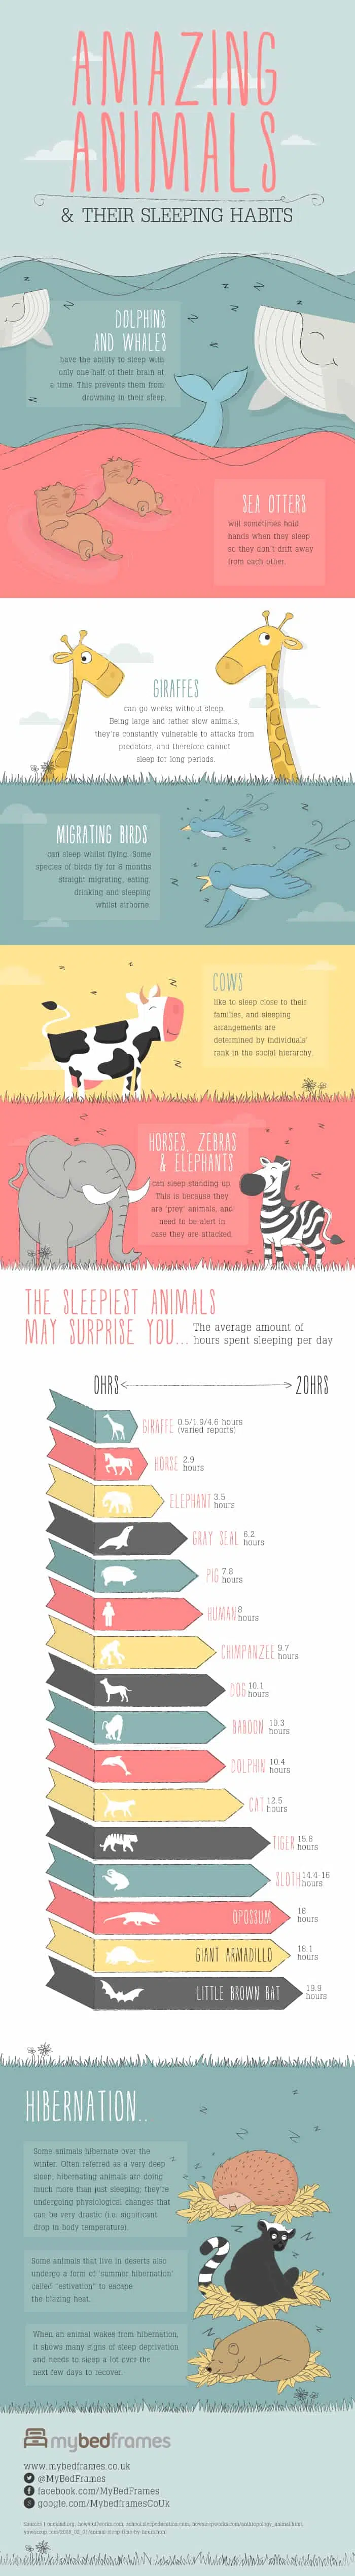 AMAZING
ANIMALS
& THEIR SLEEPING HABITS
DOLPHINS
AND WHALES
have the ability to sleep with
only one-half of their brain at
a time. This prevents them from
drowning in their sleep.
SEA OTTERS
will sometimes hold
hands when they sleep
so they don't drift away
from each other.
GIRAFFES
can go weeks without sleep.
Being large and rather slow animals,
they're constantly vulnerable to attacks from
predators, and therefore cannot
sleep for long periods.
MIGRATING BIRDS
can sleep whilst flying. Some
species of birds fly for 6 months
straight migrating, eating,
drinking and sleeping
whilst airborne.
COWS
like to sleep close to their
families, and sleeping
arrangements are
determined by individuals'
rank in the social hierarchy.
HORSES, ZEBRAS
& ELEPHANTS
can sleep standing up.
This is because they
are 'prey' animals, and
need to be alert in
case they are attacked.
THE SLEEPIEST ANIMALS
MAY SURPRISE YOU...
The average amount of
hours spent sleeping per day
0HRS
20HRS
GIRAFFE 0.5/1.9/4.6 hours
(varied reports)
HORSE 2.9
hours
ELEPHANT 3.5
hours
GRAY SEAL 6.2
hours
PIG 7.8
hours
HUMAN 8
hours
CHIMPANZEE 9.7
hours
DOG 10.1
hours
BABOON 10.3
hours
DOLPHIN 10.4
hours
CAT 12.5
hours
TIGER 15.8
hours
SLOTH 14.4-16
hours
OPOSSUM 18
hours
GIANT ARMADILLO 18.1
hours
LITTLE BROWN BAT 19.9
hours
HIBERNATION..
Some animals hibernate over the
winter. Often referred as a very deep
sleep, hibernating animals are doing
much more than just sleeping; they're
undergoing physiological changes that
can be very drastic (i.e. significant
drop in body temperature).
Some animals that live in deserts also
undergo a form of 'summer hibernation'
called "estivation" to escape
the blazing heat.
When an animal wakes from hibernation,
it shows many signs of sleep deprivation
and needs to sleep a lot over the
next few days to recover.
mybedframes
www.mybedframes.co.uk
@MyBedFrames
facebook.com/MyBedFrames
google.com/MybedframesCoUk